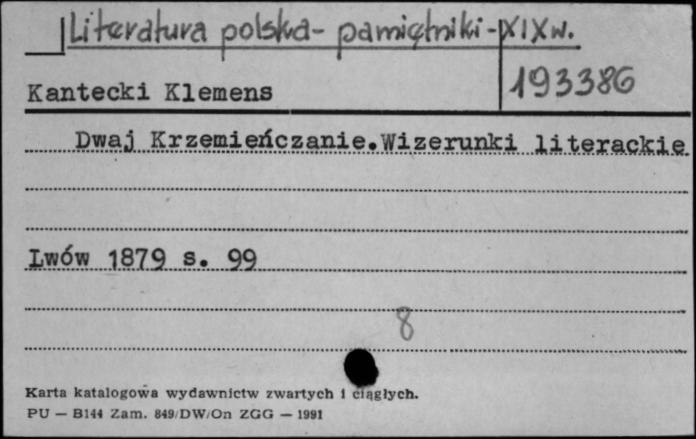 Literatura polska - pamiętniki - XIX w.
Kantecki Klemens
193386
Dwaj Krzemieńczanie.Wizerunki literackie
Lwów 1879 s. 99
8
Karta katalogowa wydawnictw zwartych i ciągłych.
PU — B144 Zam. 849/DW/On ZGG — 1991